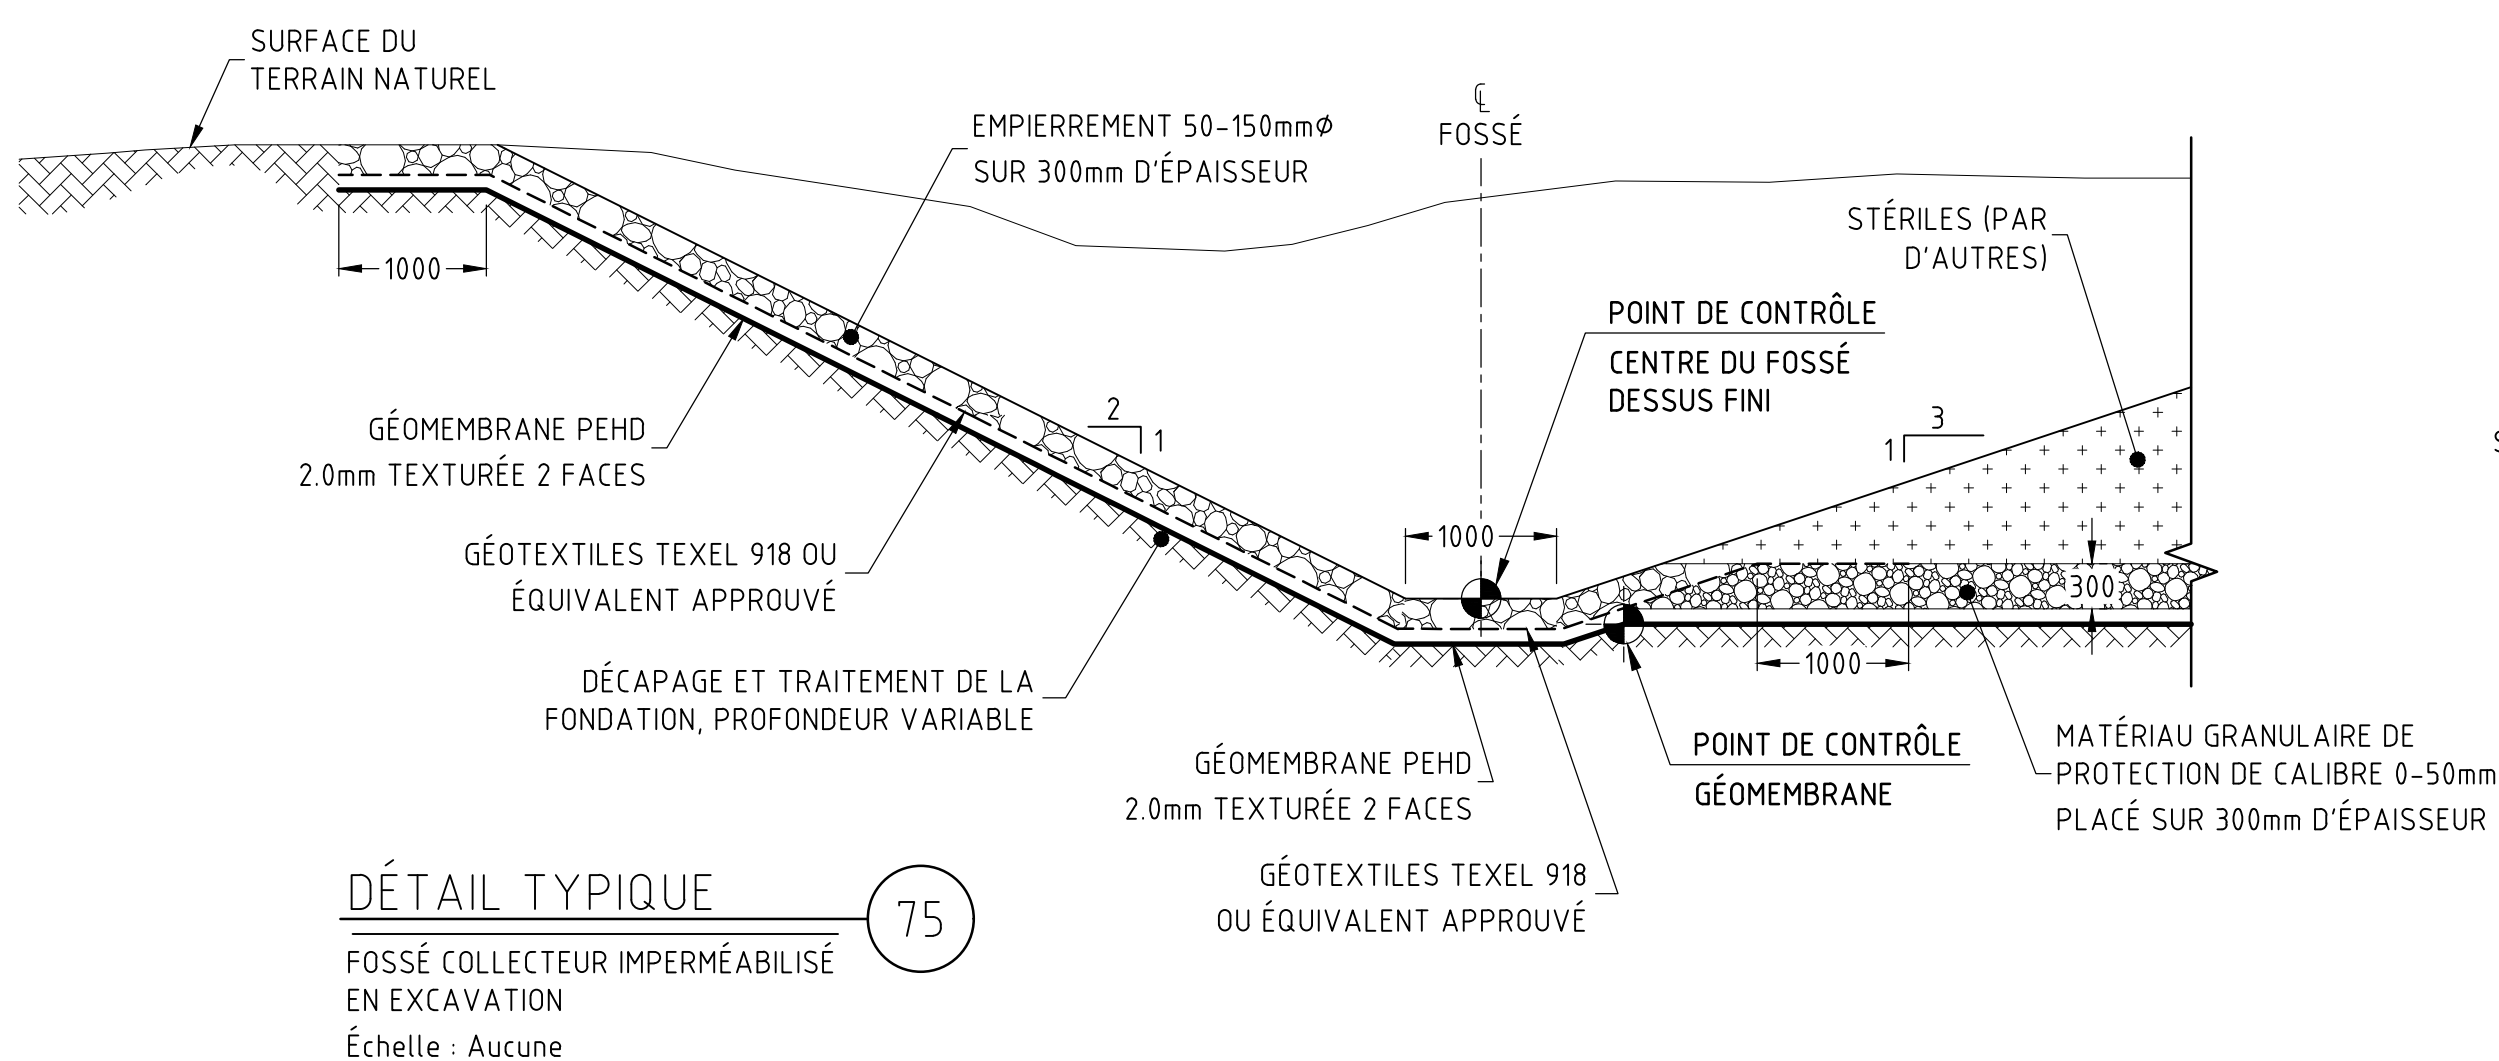 SURFACE DU
TERRAIN NATUREL
EMPIERREMENT 50-150mmø
SUR 300mm D'ÉPAISSEUR
℄
FOSSÉ
STÉRILES (PAR
D'AUTRES)
1000
POINT DE CONTRÔLE
CENTRE DU FOSSÉ
DESSUS FINI
GÉOMEMBRANE PEHD
2.0mm TEXTURÉE 2 FACES
2
1
3
1
GÉOTEXTILES TEXEL 918 OU
ÉQUIVALENT APPROUVÉ
1000
300
1000
DÉCAPAGE ET TRAITEMENT DE LA
FONDATION, PROFONDEUR VARIABLE
GÉOMEMBRANE PEHD
2.0mm TEXTURÉE 2 FACES
POINT DE CONTRÔLE
GÉOMEMBRANE
MATÉRIAU GRANULAIRE DE
PROTECTION DE CALIBRE 0-50mm
PLACÉ SUR 300mm D'ÉPAISSEUR
GÉOTEXTILES TEXEL 918
OU ÉQUIVALENT APPROUVÉ
DÉTAIL TYPIQUE
75
FOSSÉ COLLECTEUR IMPERMÉABILISÉ
EN EXCAVATION
Échelle : Aucune